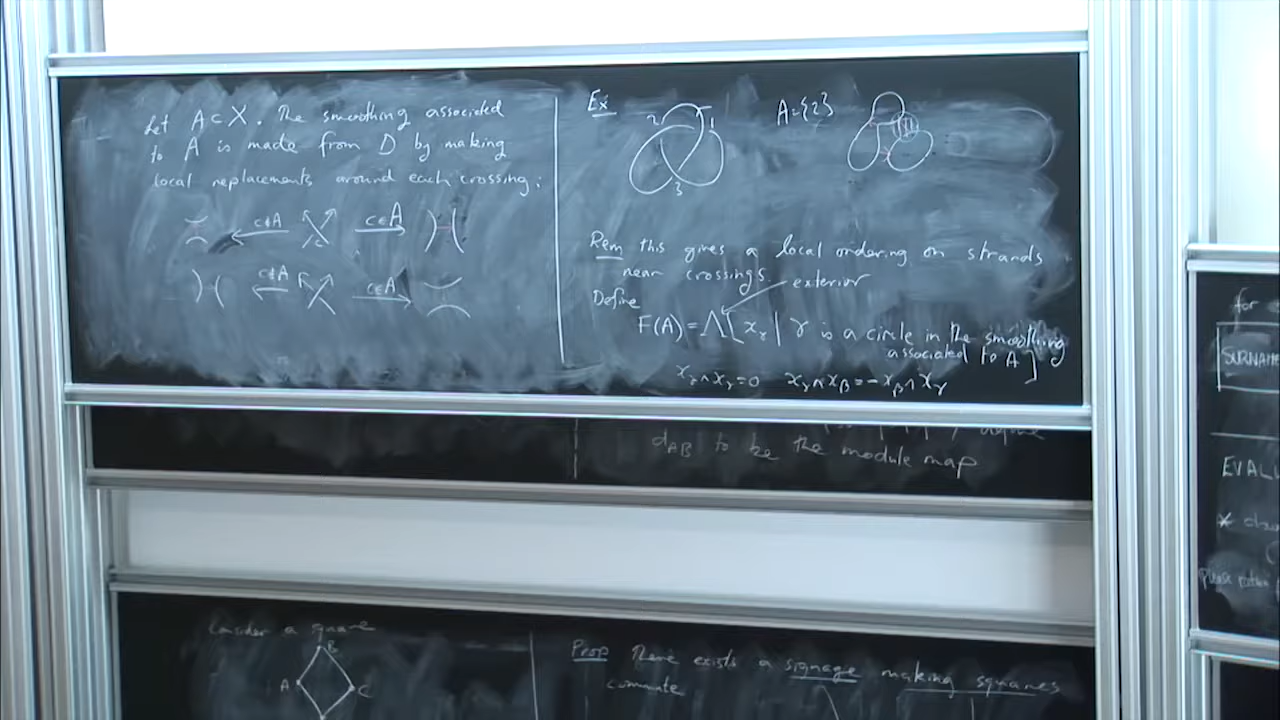 Let A ⊂ X. The smoothing associated
to A is made from D by making
local replacements around each crossing:
c∉A c c∈A
c∉A c∈A
Ex
2 1 3
A={2}
Rem this gives a local ordering on strands
near crossings.
exterior
Define
F(A) = Λ[x_γ | γ is a circle in the smoothing
associated to A]
x_γ ∧ x_γ = 0 x_γ ∧ x_β = - x_β ∧ x_γ
d_AB to be the module map
Consider a square
B
A C
Prop There exists a signage making squares
commute
for
SURNAME
EVAL
Please return